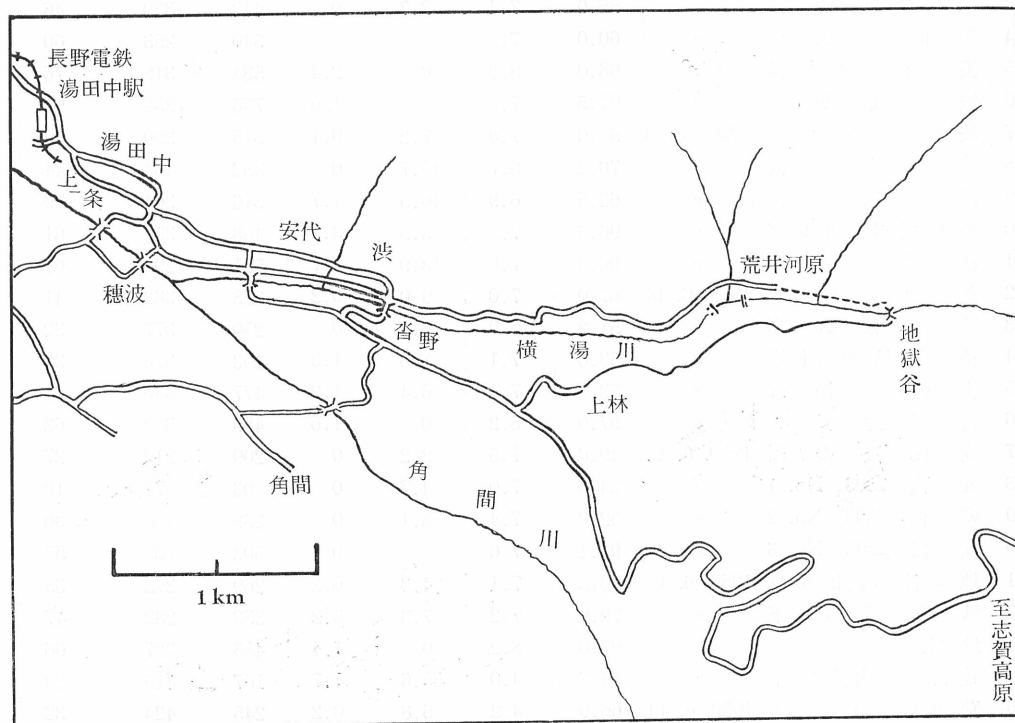 長野電鉄
湯田中駅
湯田中
上条
安代
渋
穂波
沓野
横湯川
荒井河原
地獄谷
上林
角間
角間川
1 km
至志賀高原